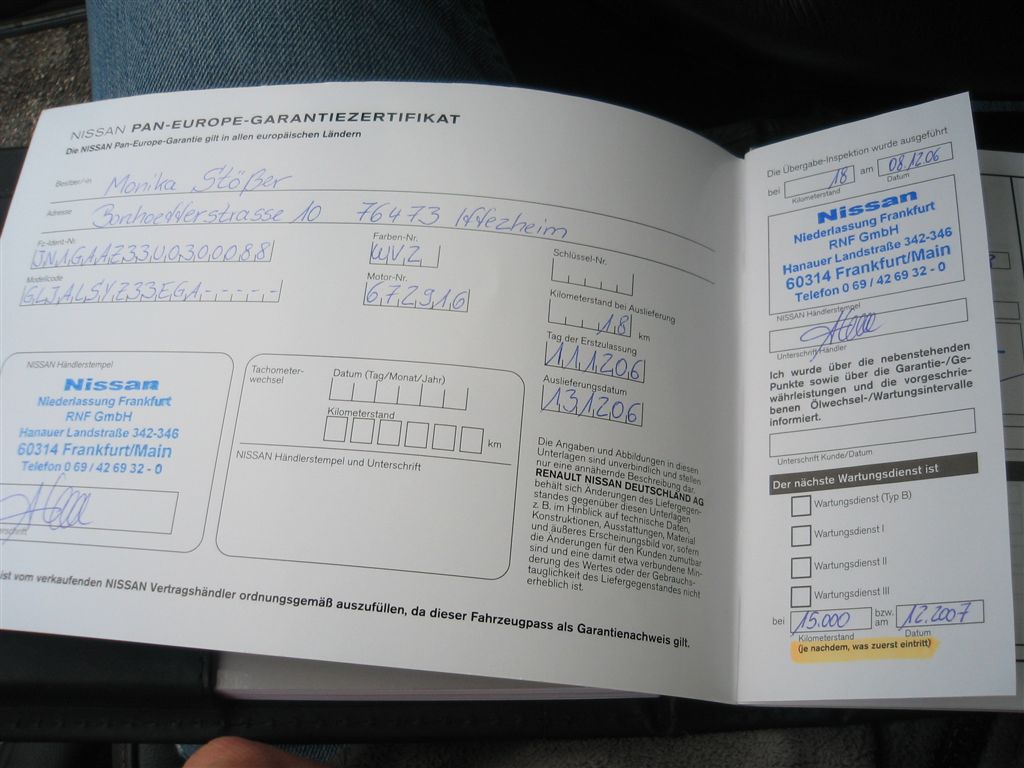 NISSAN PAN-EUROPE-GARANTIEZERTIFIKAT
Die NISSAN Pan-Europe-Garantie gilt in allen europäischen Ländern
Besitzer/-in Monika Stößer
Adresse Bonhoefferstrasse 10 76473 Iffezheim
Fz-Ident-Nr.
JN1GAAZ33U0300088
Farben-Nr.
WV2
Schlüssel-Nr.
Modellcode
GLJALSYZ33EGA-----
Motor-Nr.
672916
Kilometerstand bei Auslieferung
18 km
Tag der Erstzulassung
111206
Auslieferungsdatum
131206
NISSAN Händlerstempel
Nissan
Niederlassung Frankfurt
RNF GmbH
Hanauer Landstraße 342-346
60314 Frankfurt/Main
Telefon 0 69 / 42 69 32 - 0
Tachometer-
wechsel
Datum (Tag/Monat/Jahr)
Kilometerstand
km
NISSAN Händlerstempel und Unterschrift
Die Angaben und Abbildungen in diesen
Unterlagen sind unverbindlich und stellen
nur eine annähernde Beschreibung dar.
RENAULT NISSAN DEUTSCHLAND AG
behält sich Änderungen des Liefergegen-
standes gegenüber diesen Unterlagen
z. B. im Hinblick auf technische Daten,
Konstruktionen, Ausstattungen, Material
und äußeres Erscheinungsbild vor, sofern
die Änderungen für den Kunden zumutbar
sind und eine damit etwa verbundene Min-
derung des Wertes oder der Gebrauchs-
tauglichkeit des Liefergegenstandes nicht
erheblich ist.
ist vom verkaufenden NISSAN Vertragshändler ordnungsgemäß auszufüllen, da dieser Fahrzeugpass als Garantienachweis gilt.
Die Übergabe-Inspektion wurde ausgeführt
bei 18 am 08.12.06
Kilometerstand Datum
Nissan
Niederlassung Frankfurt
RNF GmbH
Hanauer Landstraße 342-346
60314 Frankfurt/Main
Telefon 0 69 / 42 69 32 - 0
NISSAN Händlerstempel
Unterschrift Händler
Ich wurde über die nebenstehenden
Punkte sowie über die Garantie-/Ge-
währleistungen und die vorgeschrie-
benen Ölwechsel-/Wartungsintervalle
informiert.
Unterschrift Kunde/Datum
Der nächste Wartungsdienst ist
Wartungsdienst (Typ B)
Wartungsdienst I
Wartungsdienst II
Wartungsdienst III
bei 15.000 bzw. am 12.2007
Kilometerstand Datum
(je nachdem, was zuerst eintritt)